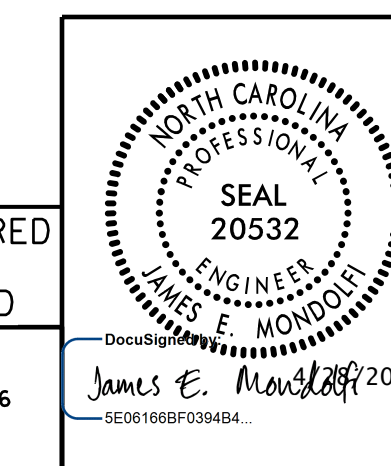 NORTH CAROLINA
PROFESSIONAL
SEAL
20532
ENGINEER
JAMES E. MONDOLFI
RED
D
DocuSigned by:
James E. Mondolfi
4/28/20
6
5E06166BF0394B4...